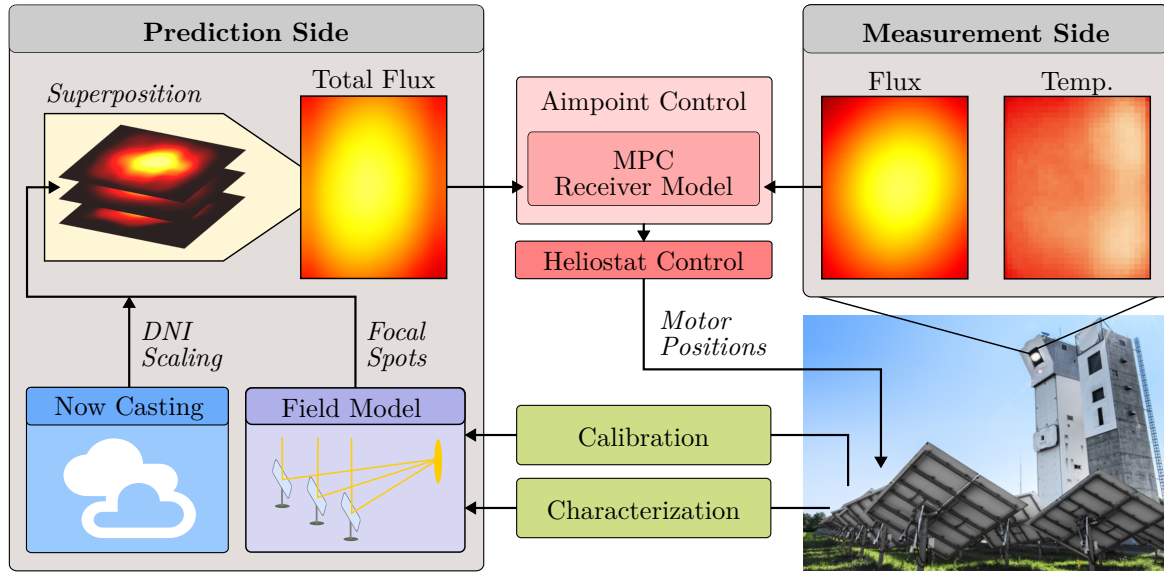 Prediction Side
Superposition
Total Flux
DNI
Scaling
Focal
Spots
Now Casting
Field Model
Aimpoint Control
MPC
Receiver Model
Heliostat Control
Motor
Positions
Calibration
Characterization
Measurement Side
Flux
Temp.